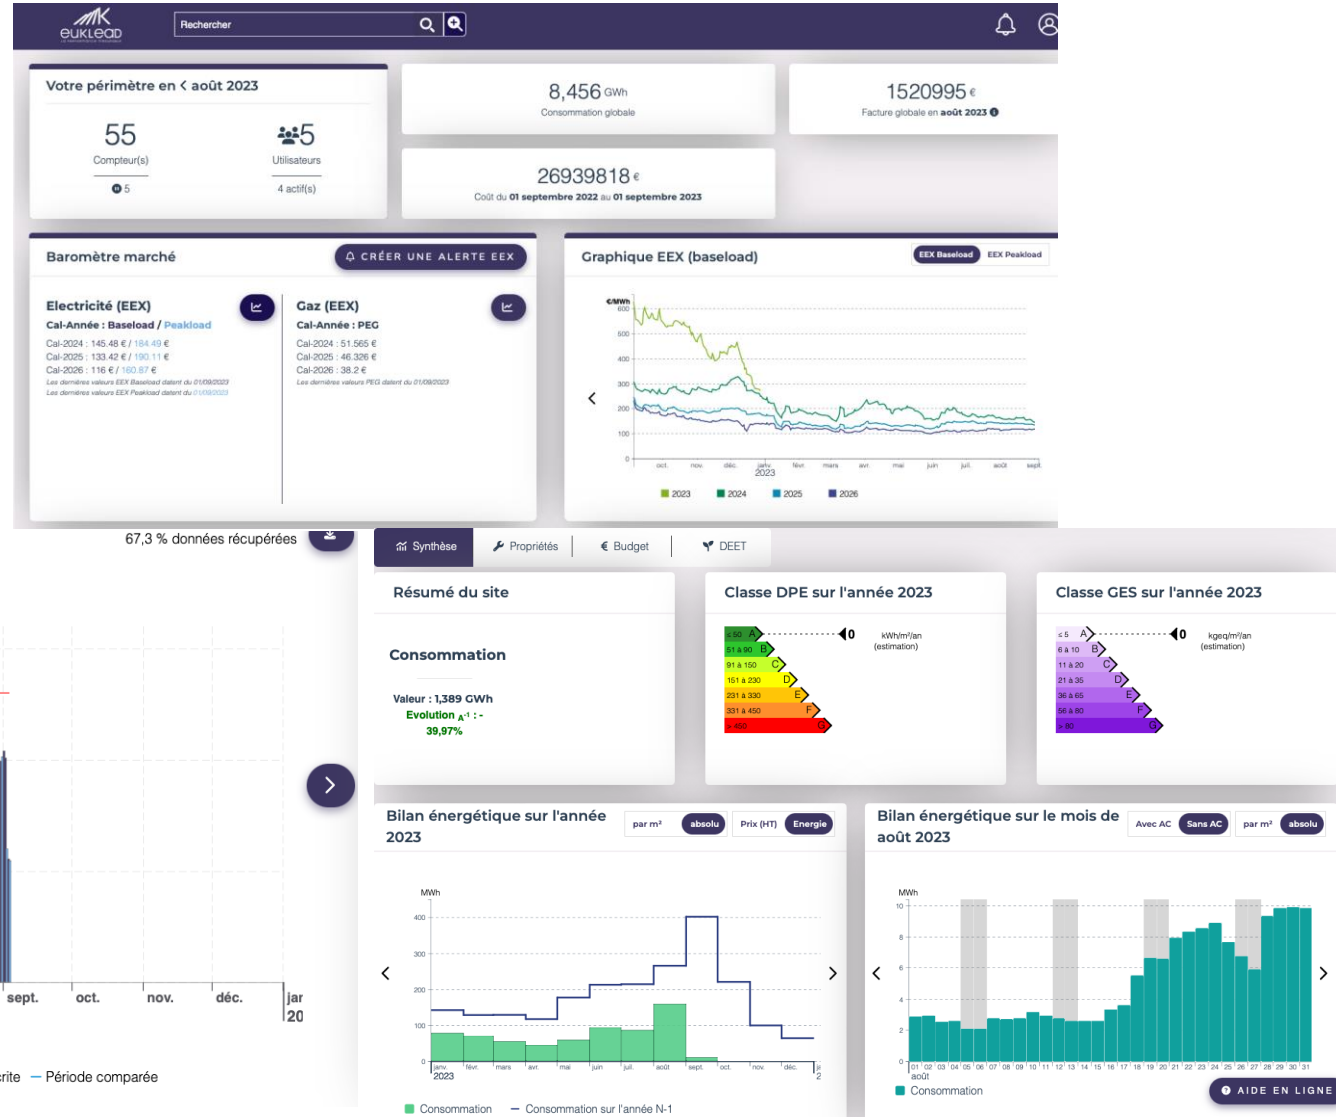 EUKLEAD
Rechercher
Votre périmètre en < août 2023
55
Compteur(s)
5
5
Utilisateurs
4 actif(s)
8,456 GWh
Consommation globale
1520995 €
Facture globale en août 2023
26939818 €
Coût du 01 septembre 2022 au 01 septembre 2023
Baromètre marché
CRÉER UNE ALERTE EEX
Electricité (EEX)
Cal-Année : Baseload / Peakload
Cal-2024 : 145.48 € / 184.49 €
Cal-2025 : 133.42 € / 190.11 €
Cal-2026 : 116 € / 160.87 €
Les dernières valeurs EEX Baseload datent du 01/09/2023
Les dernières valeurs EEX Peakload datent du 01/09/2023
Gaz (EEX)
Cal-Année : PEG
Cal-2024 : 51.565 €
Cal-2025 : 46.326 €
Cal-2026 : 38.2 €
Les dernières valeurs PEG datent du 01/09/2023
Graphique EEX (baseload)
EEX Baseload EEX Peakload
€/MWh
600
500
400
300
200
100
0
oct. nov. déc. janv. févr. mars avr. mai juin juil. août sept.
2023
2023 2024 2025 2026
67,3 % données récupérées
sept. oct. nov. déc. jan
20
crite Période comparée
Synthèse Propriétés € Budget DEET
Résumé du site
Consommation
Valeur : 1,389 GWh
Evolution A-1 : -
39,97%
Classe DPE sur l'année 2023
≤ 50 A
51 à 90 B
91 à 150 C
151 à 230 D
231 à 330 E
331 à 450 F
> 450 G
0 kWh/m²/an
(estimation)
Classe GES sur l'année 2023
≤ 5 A
6 à 10 B
11 à 20 C
21 à 35 D
36 à 65 E
56 à 80 F
> 80 G
0 kgeq/m²/an
(estimation)
Bilan énergétique sur l'année
2023
par m² absolu Prix (HT) Energie
MWh
400
300
200
100
0
janv. févr. mars avr. mai juin juil. août sept. oct. nov. déc.
2023
Consommation Consommation sur l'année N-1
Bilan énergétique sur le mois de
août 2023
Avec AC Sans AC par m² absolu
MWh
10
8
6
4
2
0
01 02 03 04 05 06 07 08 09 10 11 12 13 14 15 16 17 18 19 20 21 22 23 24 25 26 27 28 29 30 31
août
Consommation
AIDE EN LIGNE